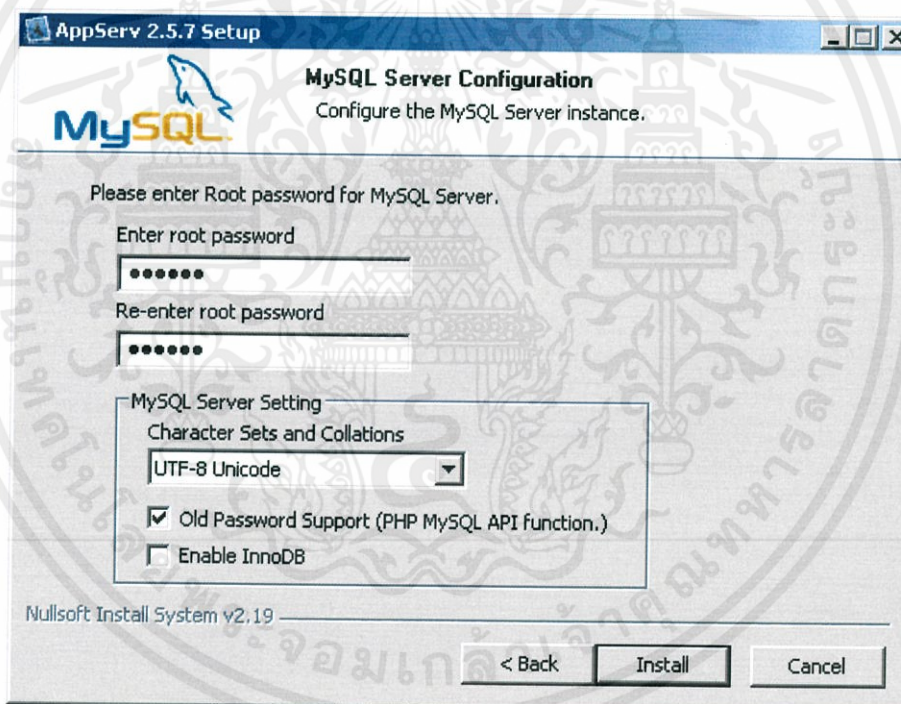 AppServ 2.5.7 Setup
MySQL
MySQL Server Configuration
Configure the MySQL Server instance.
Please enter Root password for MySQL Server.
Enter root password
●●●●●●
Re-enter root password
●●●●●●
MySQL Server Setting
Character Sets and Collations
UTF-8 Unicode
Old Password Support (PHP MySQL API function.)
Enable InnoDB
Nullsoft Install System v2.19
< Back
Install
Cancel